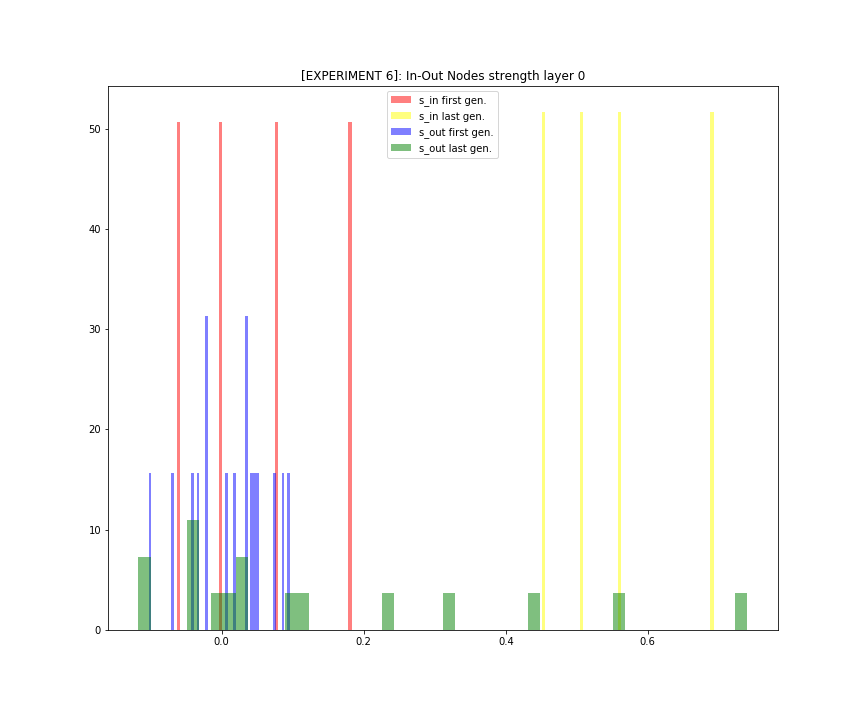 [EXPERIMENT 6]: In-Out Nodes strength layer 0
s_in first gen.
s_in last gen.
s_out first gen.
s_out last gen.
50
40
30
20
10
0
0.0 0.2 0.4 0.6